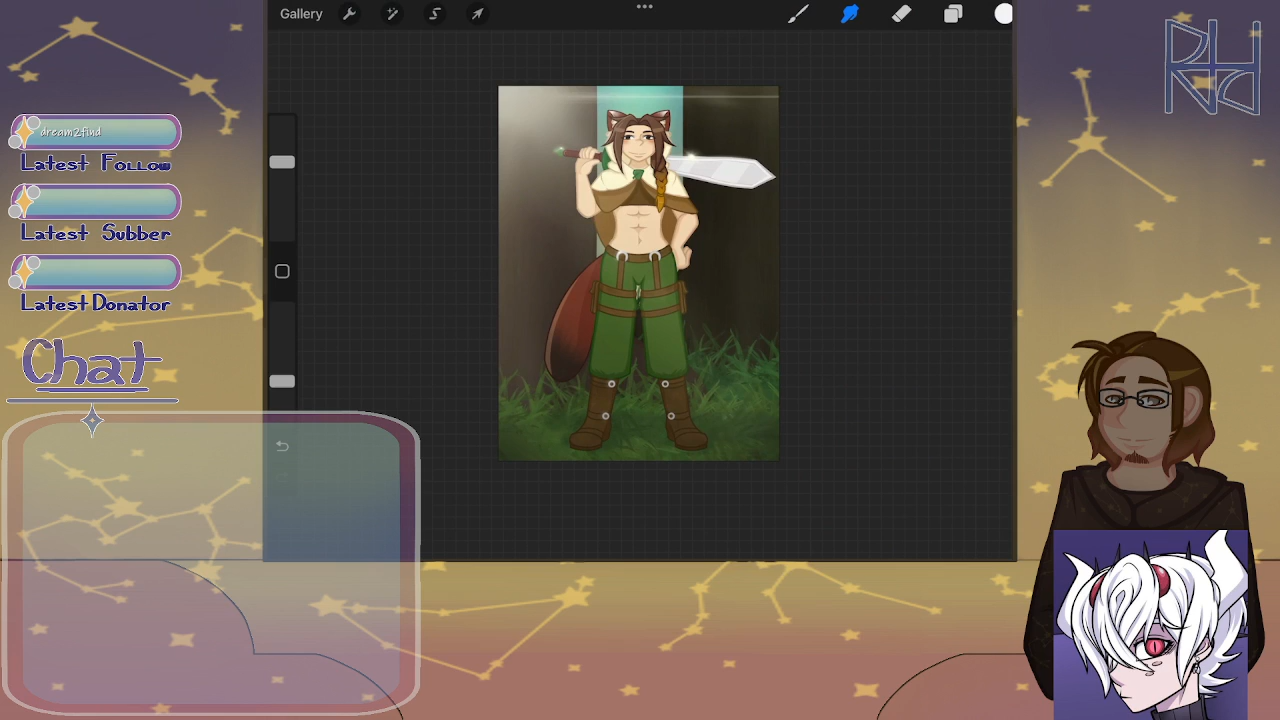 Gallery
dream2find
Latest Follow
Latest Subber
Latest Donator
Chat